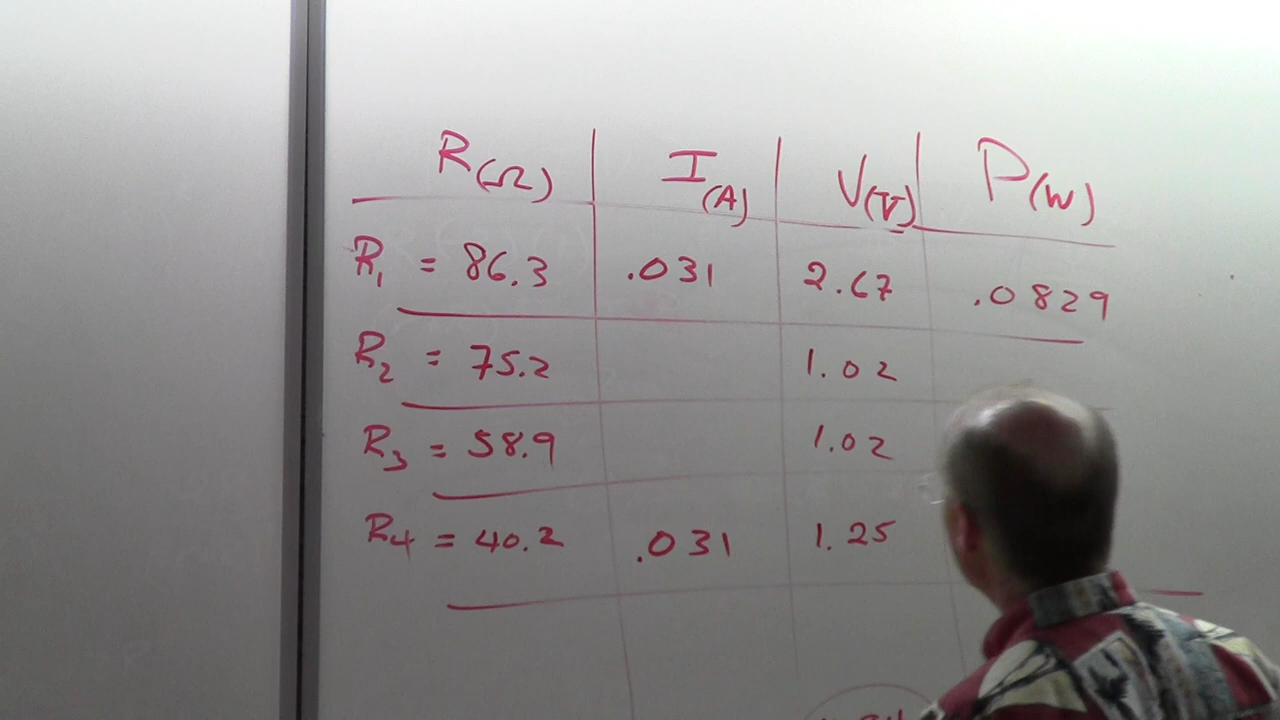 R(Ω) I(A) V(V) P(W)
R1 = 86.3 .031 2.67 .0829
R2 = 75.2 1.02
R3 = 58.9 1.02
R4 = 40.2 .031 1.25